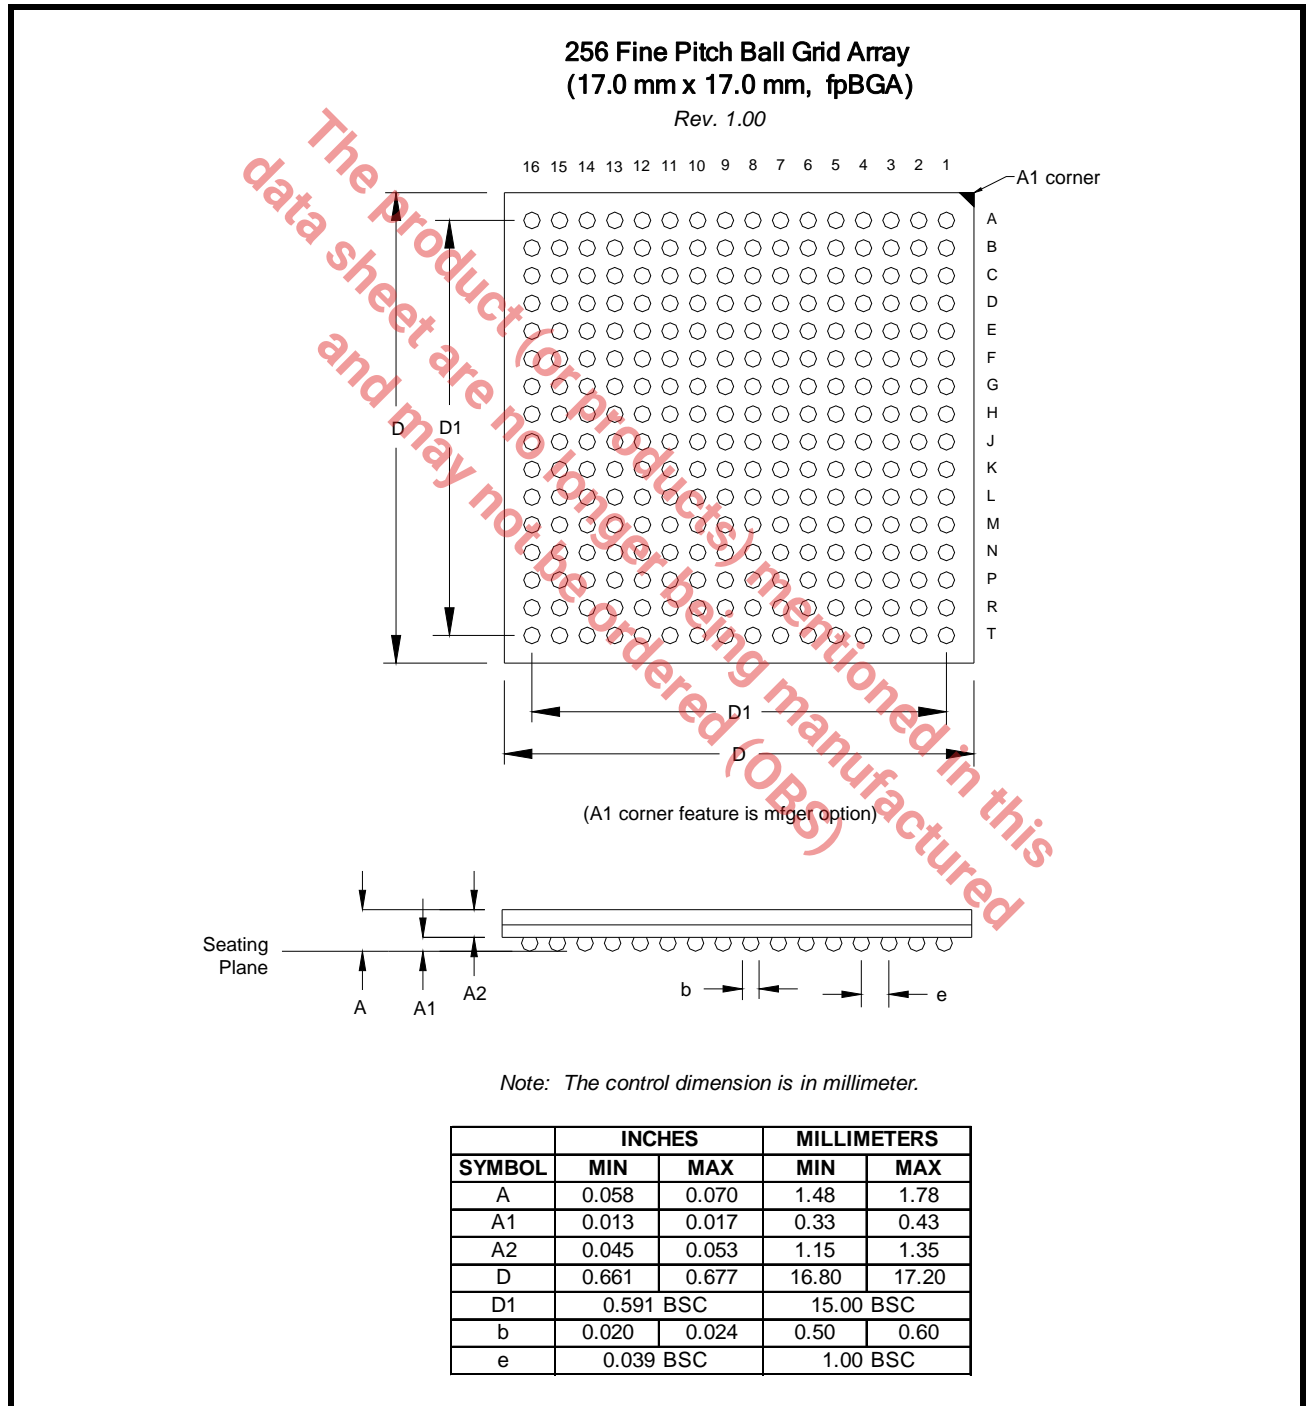 256 Fine Pitch Ball Grid Array
(17.0 mm x 17.0 mm, fpBGA)
Rev. 1.00
16 15 14 13 12 11 10 9 8 7 6 5 4 3 2 1
A1 corner
A
B
C
D
E
F
G
H
J
K
L
M
N
P
R
T
D
D1
D1
D
(A1 corner feature is mfger option)
The product (or products) mentioned in this
data sheet are no longer being manufactured
and may not be ordered (OBS)
Seating
Plane
A
A1
A2
b
e
Note: The control dimension is in millimeter.
INCHES MILLIMETERS
SYMBOL MIN MAX MIN MAX
A 0.058 0.070 1.48 1.78
A1 0.013 0.017 0.33 0.43
A2 0.045 0.053 1.15 1.35
D 0.661 0.677 16.80 17.20
D1 0.591 BSC 15.00 BSC
b 0.020 0.024 0.50 0.60
e 0.039 BSC 1.00 BSC